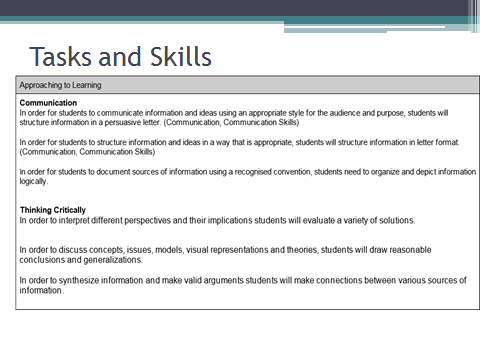 Tasks and Skills
Approaching to Learning
Communication
In order for students to communicate information and ideas using an appropriate style for the audience and purpose, students will
structure information in a persuasive letter. (Communication, Communication Skills)
In order for students to structure information and ideas in a way that is appropriate, students will structure information in letter format.
(Communication, Communication Skills)
In order for students to document sources of information using a recognised convention, students need to organize and depict information
logically.
Thinking Critically
In order to interpret different perspectives and their implications students will evaluate a variety of solutions.
In order to discuss concepts, issues, models, visual representations and theories, students will draw reasonable
conclusions and generalizations.
In order to synthesize information and make valid arguments students will make connections between various sources of
information.